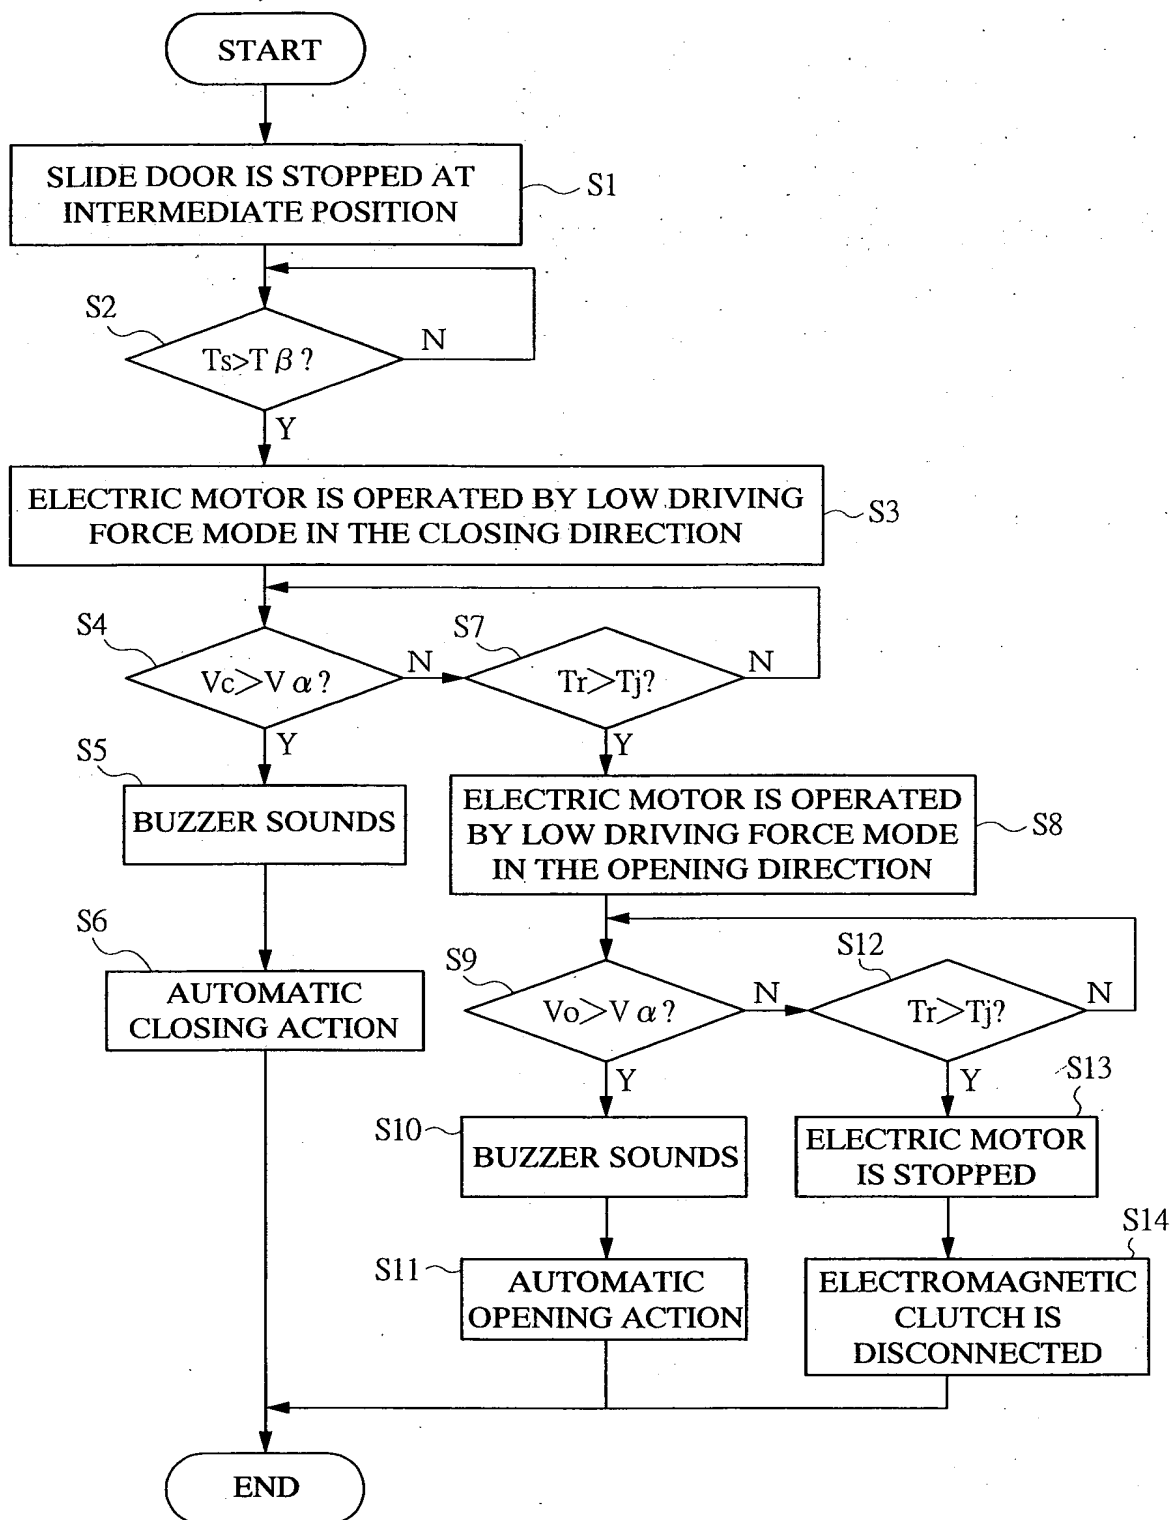 START
SLIDE DOOR IS STOPPED AT
INTERMEDIATE POSITION
S1
S2
Ts>Tβ?
N
Y
ELECTRIC MOTOR IS OPERATED BY LOW DRIVING
FORCE MODE IN THE CLOSING DIRECTION
S3
S4
Vc>Vα?
N
Y
S7
Tr>Tj?
N
Y
S5
BUZZER SOUNDS
ELECTRIC MOTOR IS OPERATED
BY LOW DRIVING FORCE MODE
IN THE OPENING DIRECTION
S8
S6
AUTOMATIC
CLOSING ACTION
S9
Vo>Vα?
N
Y
S12
Tr>Tj?
N
Y
S10
BUZZER SOUNDS
S13
ELECTRIC MOTOR
IS STOPPED
S11
AUTOMATIC
OPENING ACTION
S14
ELECTROMAGNETIC
CLUTCH IS
DISCONNECTED
END